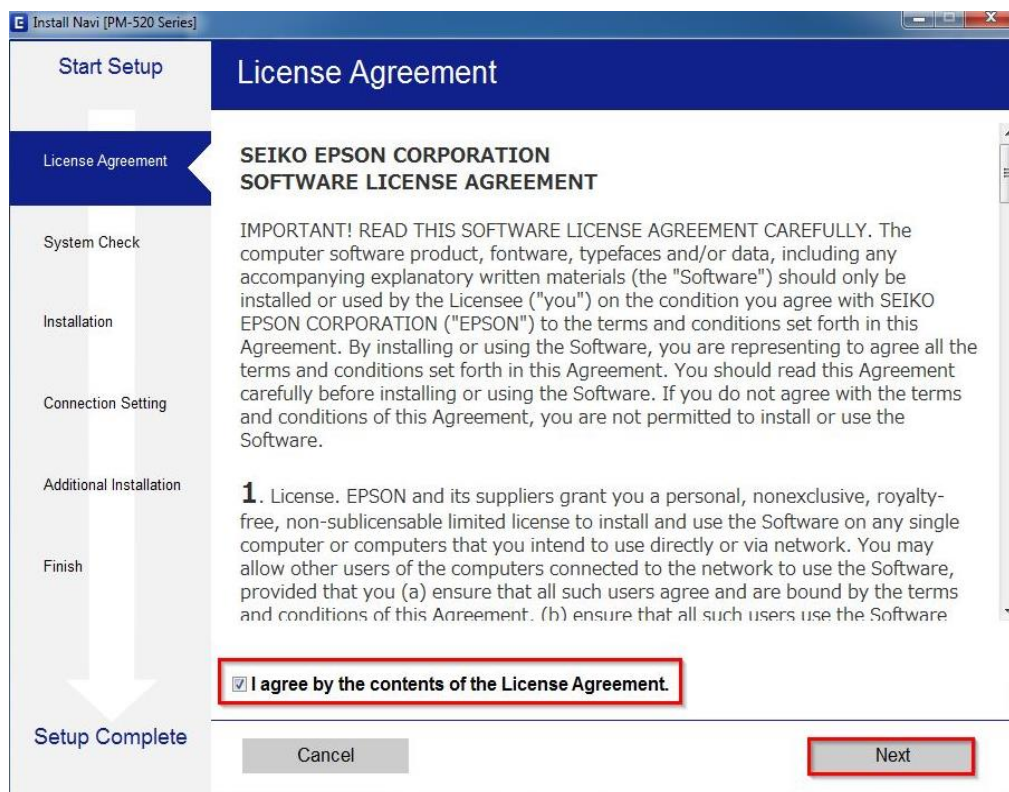 E Install Navi [PM-520 Series]
Start Setup
License Agreement
System Check
Installation
Connection Setting
Additional Installation
Finish
Setup Complete
License Agreement
SEIKO EPSON CORPORATION
SOFTWARE LICENSE AGREEMENT
IMPORTANT! READ THIS SOFTWARE LICENSE AGREEMENT CAREFULLY. The
computer software product, fontware, typefaces and/or data, including any
accompanying explanatory written materials (the "Software") should only be
installed or used by the Licensee ("you") on the condition you agree with SEIKO
EPSON CORPORATION ("EPSON") to the terms and conditions set forth in this
Agreement. By installing or using the Software, you are representing to agree all the
terms and conditions set forth in this Agreement. You should read this Agreement
carefully before installing or using the Software. If you do not agree with the terms
and conditions of this Agreement, you are not permitted to install or use the
Software.
1. License. EPSON and its suppliers grant you a personal, nonexclusive, royalty-
free, non-sublicensable limited license to install and use the Software on any single
computer or computers that you intend to use directly or via network. You may
allow other users of the computers connected to the network to use the Software,
provided that you (a) ensure that all such users agree and are bound by the terms
and conditions of this Agreement, (b) ensure that all such users use the Software
I agree by the contents of the License Agreement.
Cancel
Next